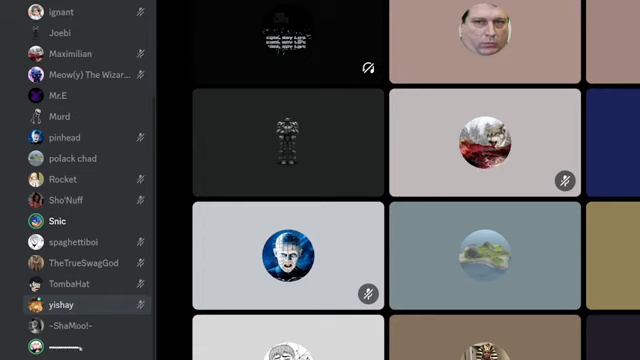 ignant
Joebi
Maximilian
Meow(y) The Wizar...
Mr.E
Murd
pinhead
polack chad
Rocket
Sho'Nuff
Snic
spaghettiboi
TheTrueSwagGod
TombaHat
yishay
~ShaMoo!~